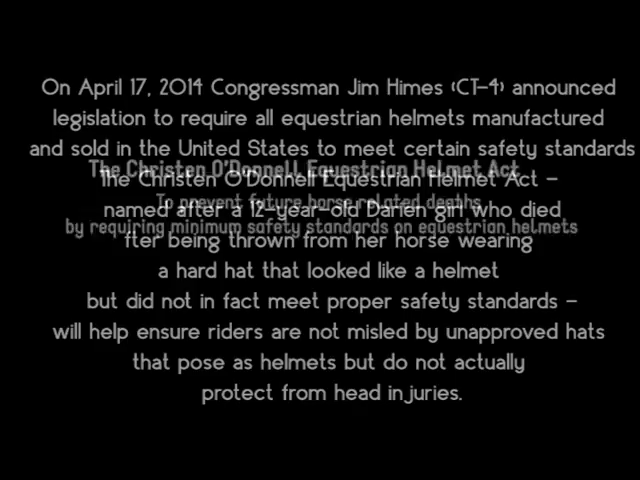 On April 17, 2014 Congressman Jim Himes (CT-4) announced
legislation to require all equestrian helmets manufactured
and sold in the United States to meet certain safety standards
The Christen O'Donnell Equestrian Helmet Act
The Christen O'Donnell Equestrian Helmet Act -
To prevent future horse related deaths
named after a 12-year-old Darien girl who died
by requiring minimum safety standards on equestrian helmets
fter being thrown from her horse wearing
a hard hat that looked like a helmet
but did not in fact meet proper safety standards -
will help ensure riders are not misled by unapproved hats
that pose as helmets but do not actually
protect from head injuries.